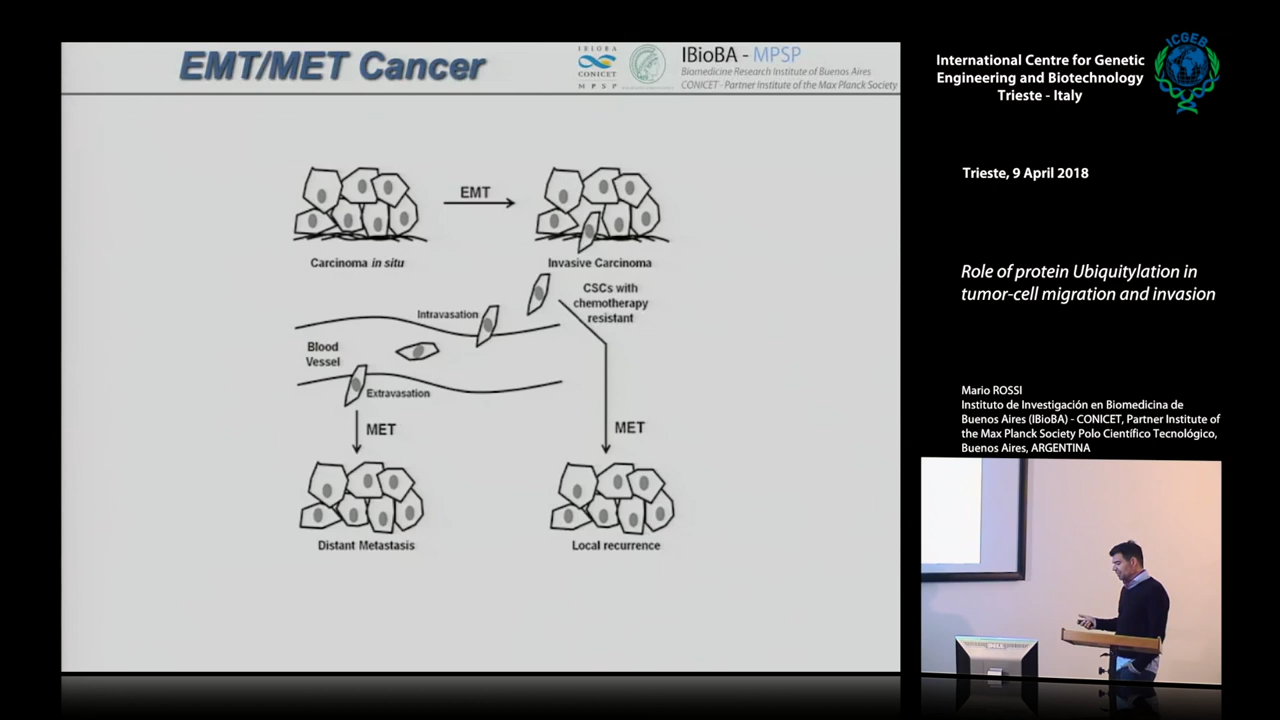 EMT/MET Cancer
IBIOBA
CONICET
MPSP
IBioBA - MPSP
Biomedicine Research Institute of Buenos Aires
CONICET - Partner Institute of the Max Planck Society
EMT
Carcinoma in situ
Invasive Carcinoma
CSCs with
chemotherapy
resistant
Intravasation
Blood
Vessel
Extravasation
MET
MET
Distant Metastasis
Local recurrence
International Centre for Genetic
Engineering and Biotechnology
Trieste - Italy
ICGEB
Trieste, 9 April 2018
Role of protein Ubiquitylation in
tumor-cell migration and invasion
Mario ROSSI
Instituto de Investigación en Biomedicina de
Buenos Aires (IBioBA) - CONICET, Partner Institute of
the Max Planck Society Polo Científico Tecnológico,
Buenos Aires, ARGENTINA